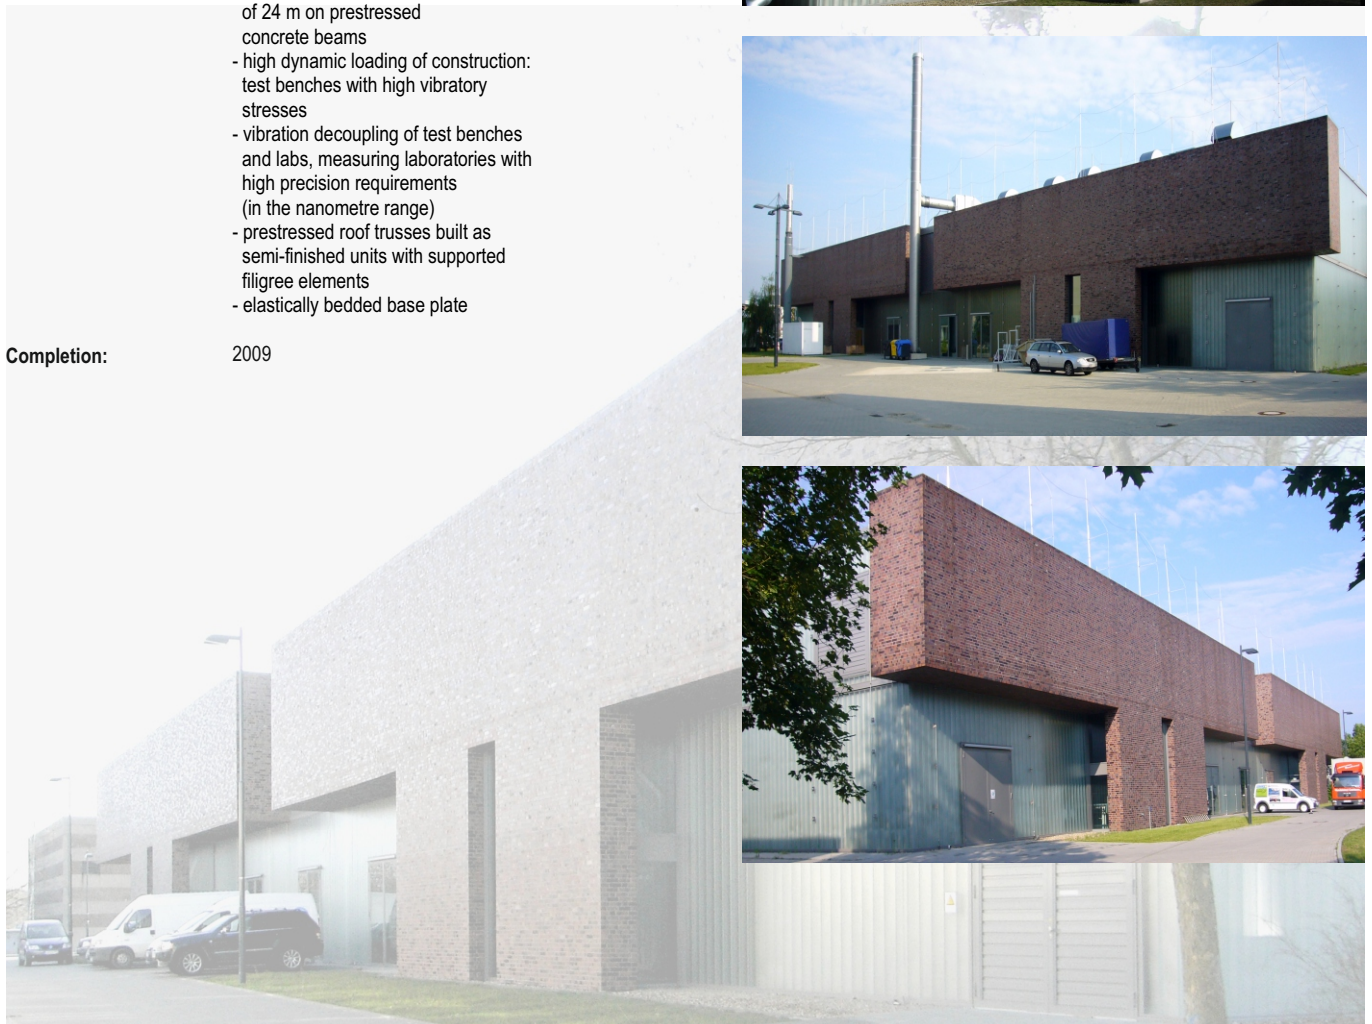 of 24 m on prestressed
concrete beams
- high dynamic loading of construction:
test benches with high vibratory
stresses
- vibration decoupling of test benches
and labs, measuring laboratories with
high precision requirements
(in the nanometre range)
- prestressed roof trusses built as
semi-finished units with supported
filigree elements
- elastically bedded base plate
Completion: 2009